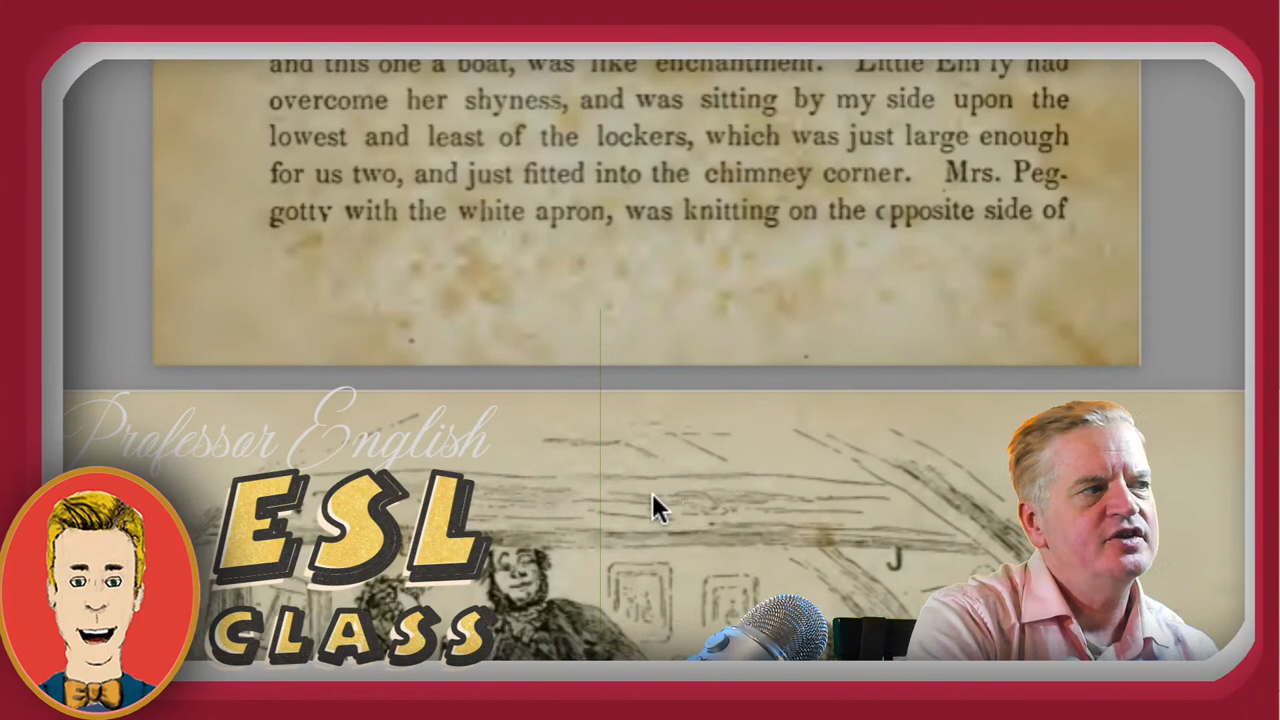 and this one a boat, was like enchantment. Little Em'ly had
overcome her shyness, and was sitting by my side upon the
lowest and least of the lockers, which was just large enough
for us two, and just fitted into the chimney corner. Mrs. Peg-
gotty with the white apron, was knitting on the opposite side of
Professor English
ESL
CLASS